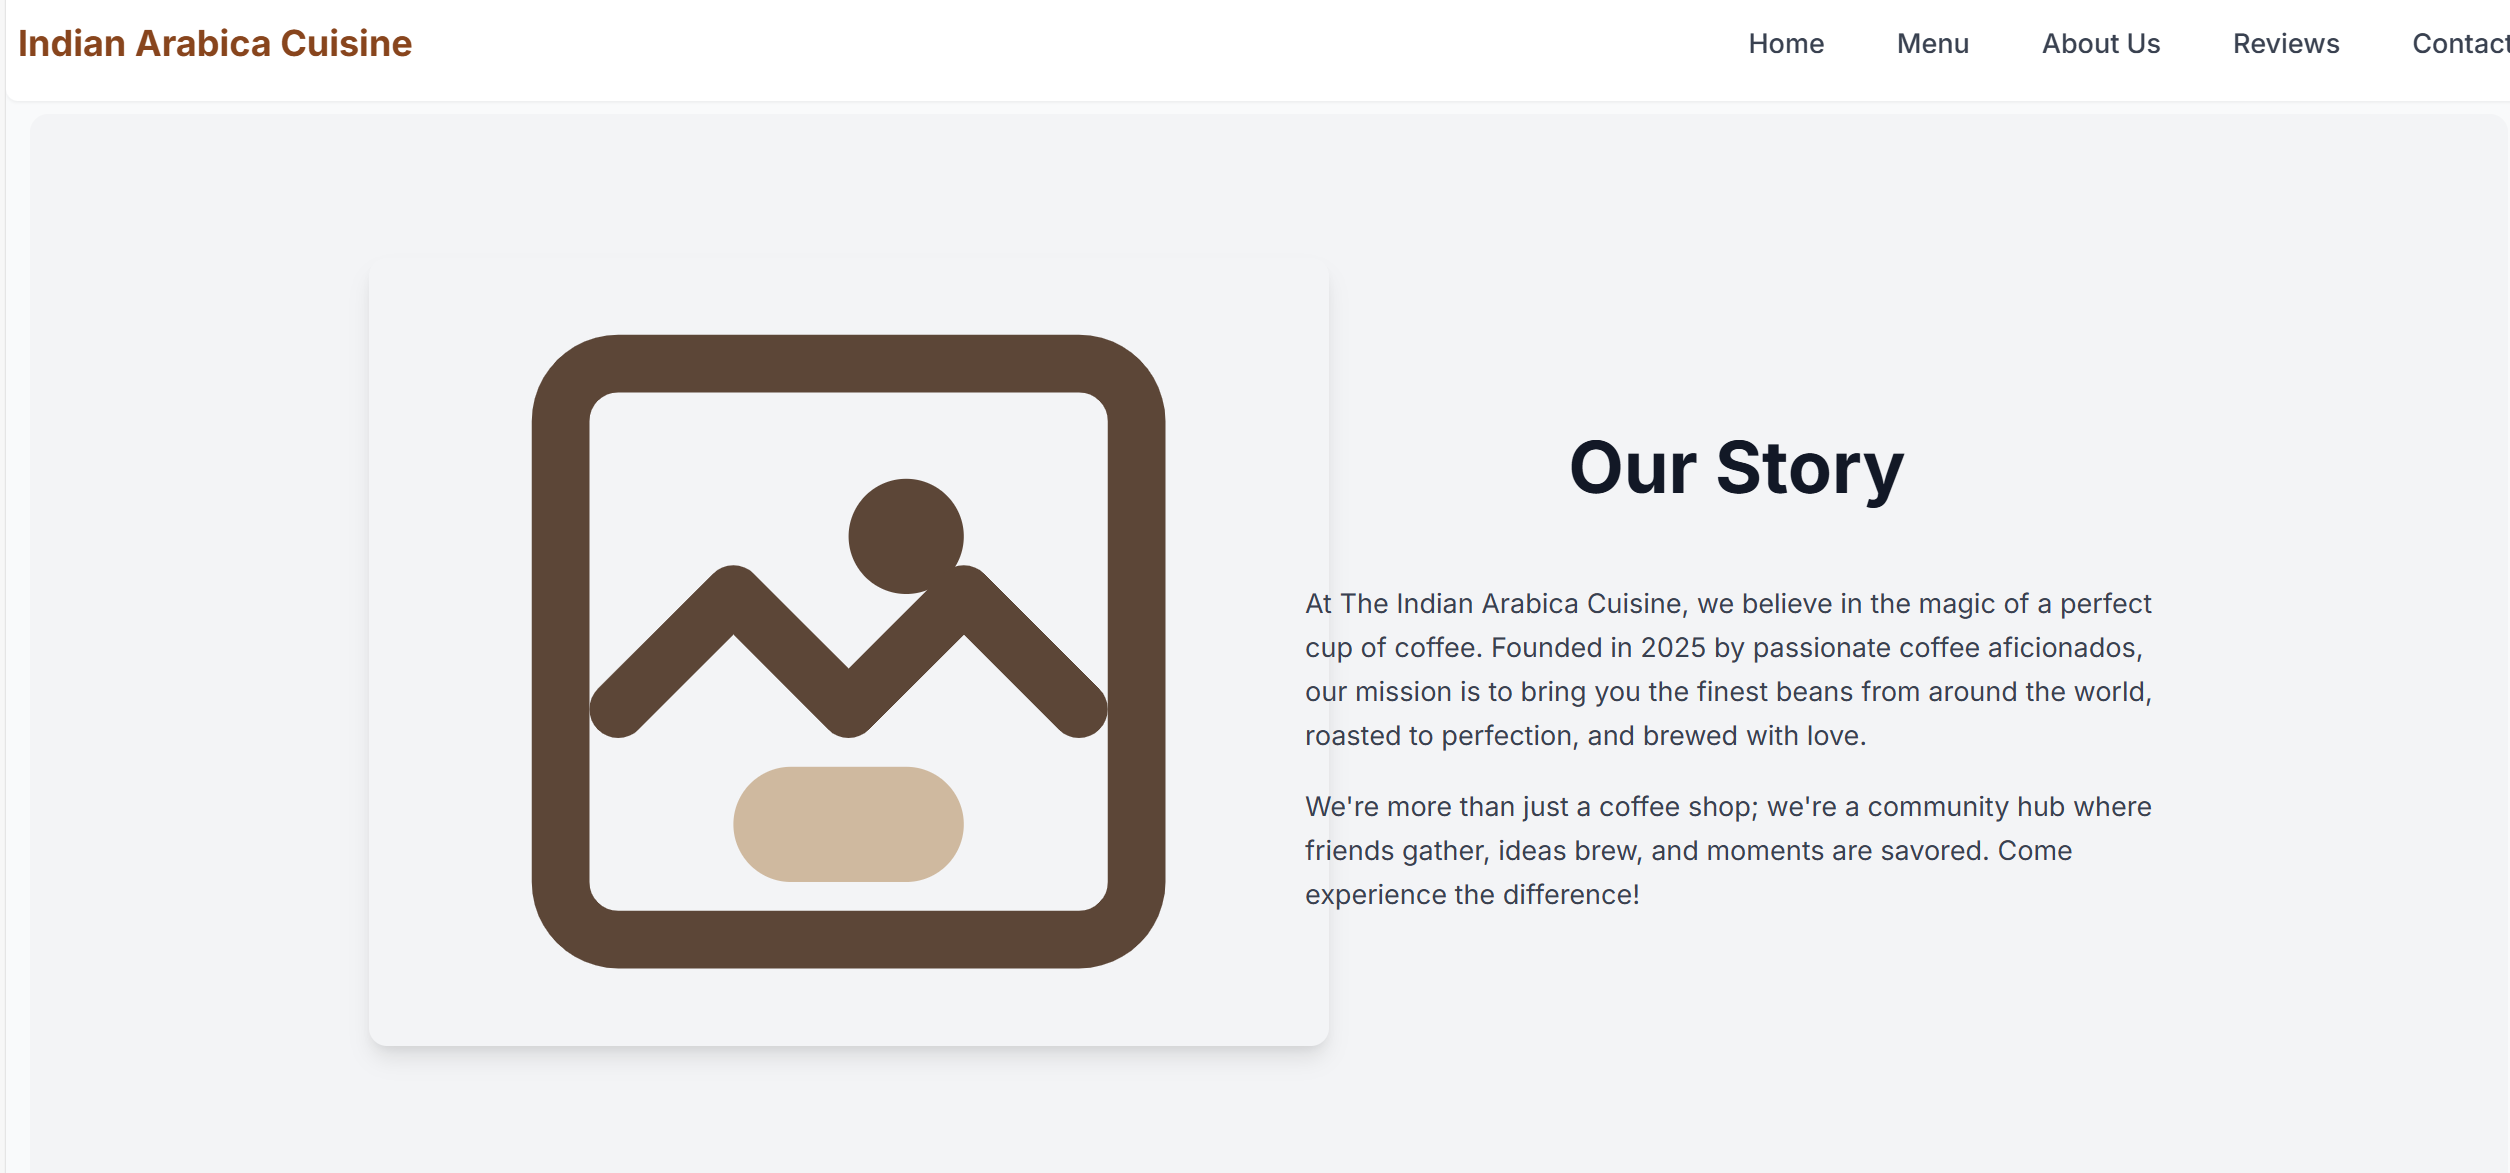 Indian Arabica Cuisine
Home Menu About Us Reviews Contact
Our Story
At The Indian Arabica Cuisine, we believe in the magic of a perfect
cup of coffee. Founded in 2025 by passionate coffee aficionados,
our mission is to bring you the finest beans from around the world,
roasted to perfection, and brewed with love.
We're more than just a coffee shop; we're a community hub where
friends gather, ideas brew, and moments are savored. Come
experience the difference!